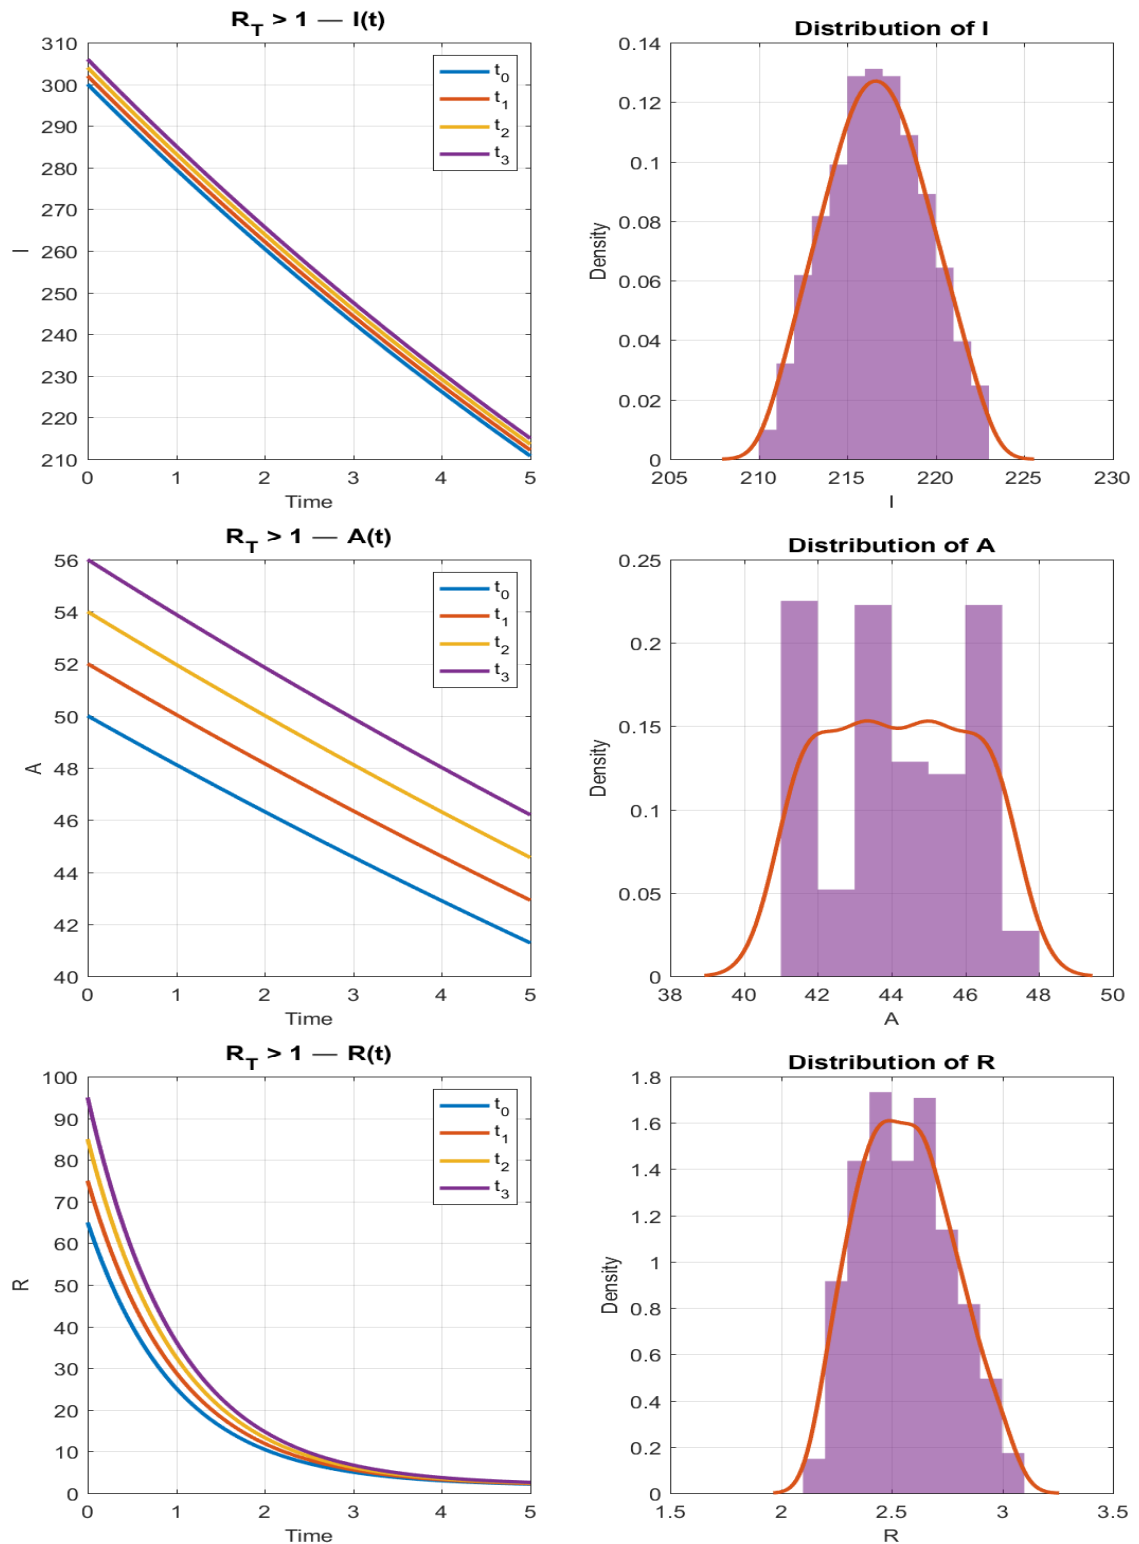 R_T > 1 — I(t)
310
300
290
280
270
260
250
240
230
220
210
I
0 1 2 3 4 5
Time
t_0
t_1
t_2
t_3
Distribution of I
0.14
0.12
0.1
0.08
0.06
0.04
0.02
0
Density
205 210 215 220 225 230
I
R_T > 1 — A(t)
56
54
52
50
48
46
44
42
40
A
0 1 2 3 4 5
Time
t_0
t_1
t_2
t_3
Distribution of A
0.25
0.2
0.15
0.1
0.05
0
Density
38 40 42 44 46 48 50
A
R_T > 1 — R(t)
100
90
80
70
60
50
40
30
20
10
0
R
0 1 2 3 4 5
Time
t_0
t_1
t_2
t_3
Distribution of R
1.8
1.6
1.4
1.2
1
0.8
0.6
0.4
0.2
0
Density
1.5 2 2.5 3 3.5
R